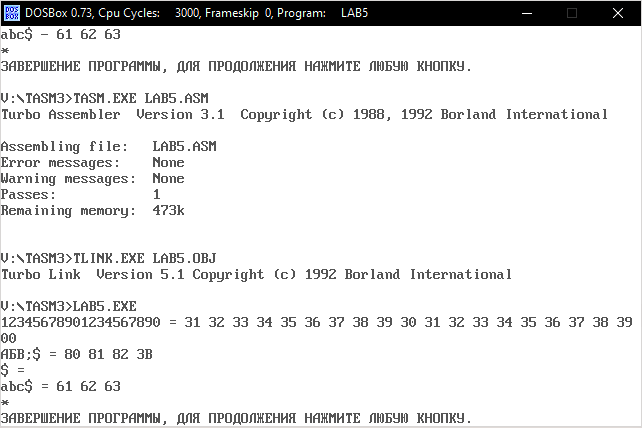 DOSBox 0.73, Cpu Cycles: 3000, Frameskip 0, Program: LAB5
abc$ - 61 62 63
*
ЗАВЕРШЕНИЕ ПРОГРАММЫ, ДЛЯ ПРОДОЛЖЕНИЯ НАЖМИТЕ ЛЮБУЮ КНОПКУ.
V:\TASM3>TASM.EXE LAB5.ASM
Turbo Assembler Version 3.1 Copyright (c) 1988, 1992 Borland International
Assembling file: LAB5.ASM
Error messages: None
Warning messages: None
Passes: 1
Remaining memory: 473k
V:\TASM3>TLINK.EXE LAB5.OBJ
Turbo Link Version 5.1 Copyright (c) 1992 Borland International
V:\TASM3>LAB5.EXE
12345678901234567890 = 31 32 33 34 35 36 37 38 39 30 31 32 33 34 35 36 37 38 39
00
АБВ;$ = 80 81 82 3B
$ =
abc$ = 61 62 63
*
ЗАВЕРШЕНИЕ ПРОГРАММЫ, ДЛЯ ПРОДОЛЖЕНИЯ НАЖМИТЕ ЛЮБУЮ КНОПКУ.